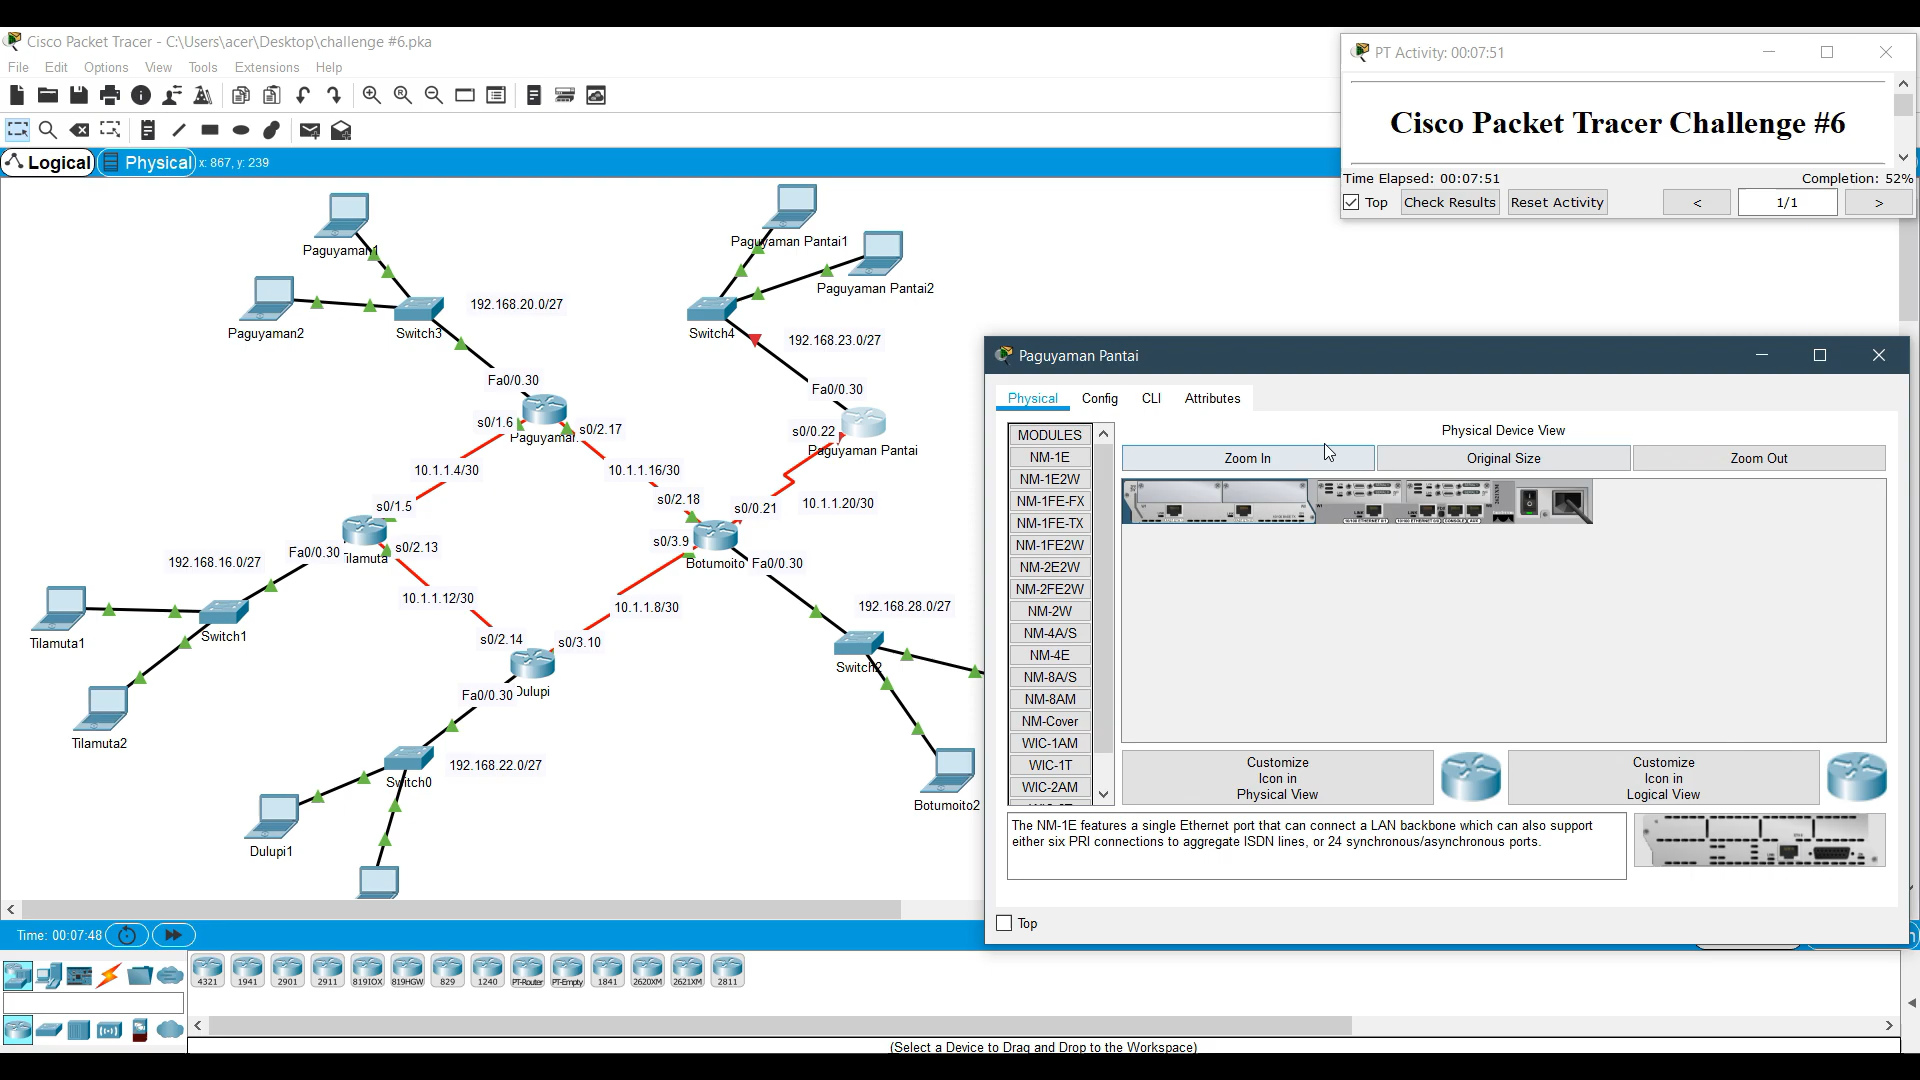 Cisco Packet Tracer - C:\Users\acer\Desktop\challenge #6.pka
File Edit Options View Tools Extensions Help
Logical
Physical
x: 867, y: 239
PT Activity: 00:07:51
Cisco Packet Tracer Challenge #6
Time Elapsed: 00:07:51
Completion: 52%
Top
Check Results
Reset Activity
<
1/1
>
Paguyaman1
Paguyaman2
Switch3
192.168.20.0/27
Fa0/0.30
s0/1.6
s0/2.17
Paguyaman Pantai1
Paguyaman Pantai2
Switch4
192.168.23.0/27
Fa0/0.30
s0/0.22
Paguyaman Pantai
10.1.1.4/30
10.1.1.16/30
s0/1.5
s0/2.18
s0/0.21
10.1.1.20/30
192.168.16.0/27
Fa0/0.30
s0/2.13
s0/3.9
Botumoito
Fa0/0.30
10.1.1.12/30
10.1.1.8/30
192.168.28.0/27
Tilamuta1
Switch1
s0/2.14
s0/3.10
Switch2
Fa0/0.30
Tilamuta2
Switch0
192.168.22.0/27
Botumoito2
Dulupi1
Paguyaman Pantai
Physical
Config
CLI
Attributes
MODULES
NM-1E
NM-1E2W
NM-1FE-FX
NM-1FE-TX
NM-1FE2W
NM-2E2W
NM-2FE2W
NM-2W
NM-4A/S
NM-4E
NM-8A/S
NM-8AM
NM-Cover
WIC-1AM
WIC-1T
WIC-2AM
Physical Device View
Zoom In
Original Size
Zoom Out
Customize
Icon in
Physical View
Customize
Icon in
Logical View
The NM-1E features a single Ethernet port that can connect a LAN backbone which can also support
either six PRI connections to aggregate ISDN lines, or 24 synchronous/asynchronous ports.
Top
Time: 00:07:48
4321
1941
2901
2911
819IOX
819HGW
829
1240
PT-Router
PT-Empty
1841
2620XM
2621XM
2811
(Select a Device to Drag and Drop to the Workspace)